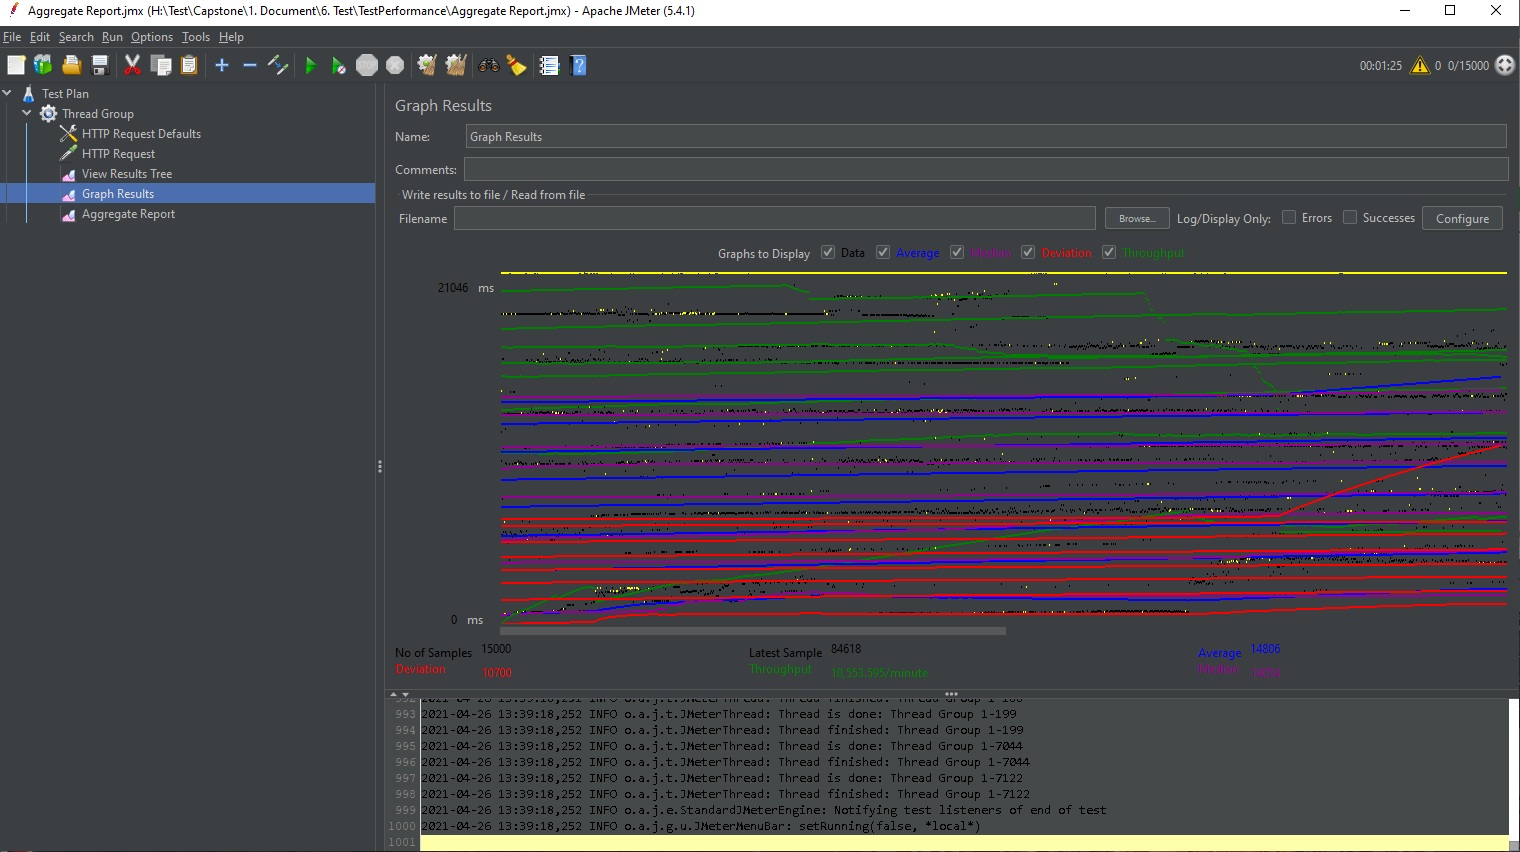 Aggregate Report.jmx (H:\Test\Capstone\1. Document\6. Test\TestPerformance\Aggregate Report.jmx) - Apache JMeter (5.4.1)
File Edit Search Run Options Tools Help
00:01:25 0 0/15000
Test Plan
Thread Group
HTTP Request Defaults
HTTP Request
View Results Tree
Graph Results
Aggregate Report
Graph Results
Name: Graph Results
Comments:
Write results to file / Read from file
Filename Browse... Log/Display Only: Errors Successes Configure
Graphs to Display Data Average Median Deviation Throughput
21046 ms
0 ms
No of Samples 15000 Latest Sample 84618 Average 14806
Deviation 10700 Throughput 10,553.595/minute Median
993 2021-04-26 13:39:18,252 INFO o.a.j.t.JMeterThread: Thread is done: Thread Group 1-199
994 2021-04-26 13:39:18,252 INFO o.a.j.t.JMeterThread: Thread finished: Thread Group 1-199
995 2021-04-26 13:39:18,252 INFO o.a.j.t.JMeterThread: Thread is done: Thread Group 1-7044
996 2021-04-26 13:39:18,252 INFO o.a.j.t.JMeterThread: Thread finished: Thread Group 1-7044
997 2021-04-26 13:39:18,252 INFO o.a.j.t.JMeterThread: Thread is done: Thread Group 1-7122
998 2021-04-26 13:39:18,252 INFO o.a.j.t.JMeterThread: Thread finished: Thread Group 1-7122
999 2021-04-26 13:39:18,252 INFO o.a.j.e.StandardJMeterEngine: Notifying test listeners of end of test
1000 2021-04-26 13:39:18,252 INFO o.a.j.g.u.JMeterMenuBar: setRunning(false, *local*)
1001